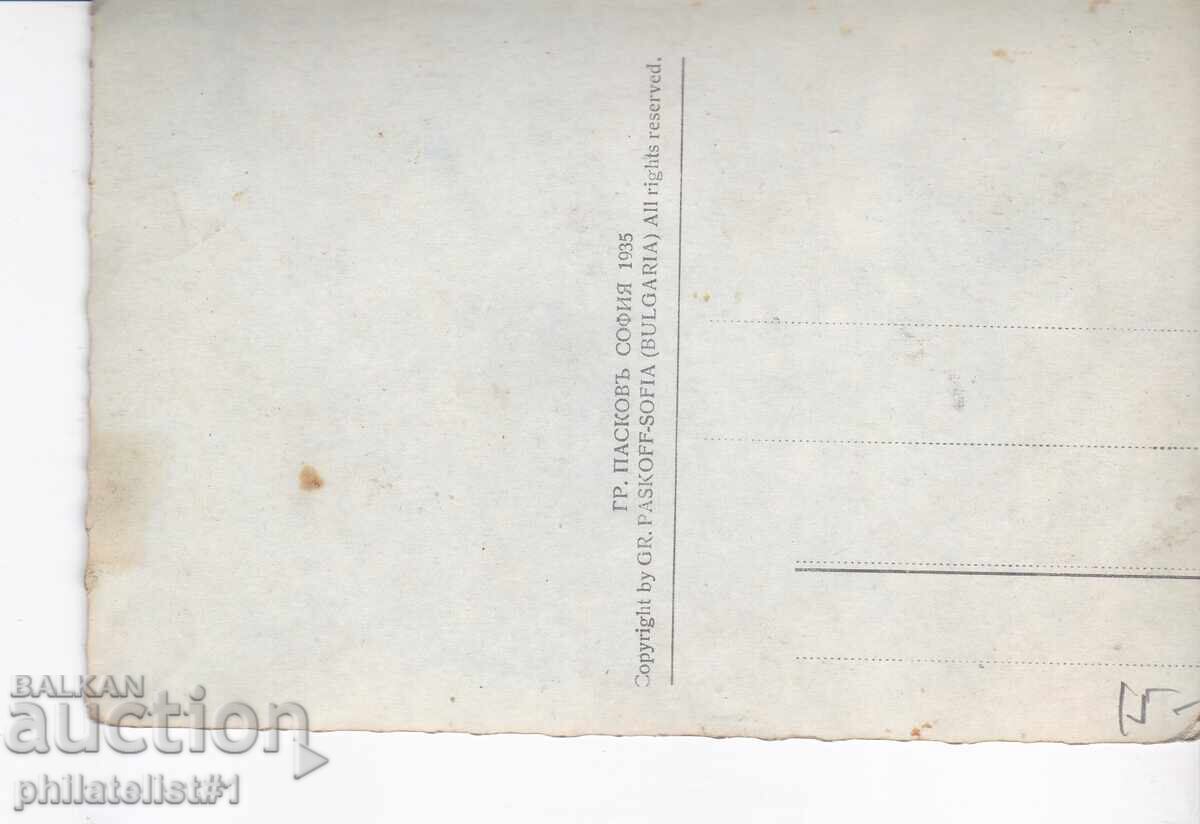 ГР. ПАСКОВЪ СОФИЯ 1935
Copyright by GR. PASKOFF-SOFIA (BULGARIA) All rights reserved.
BALKAN
auction
philatelist#1